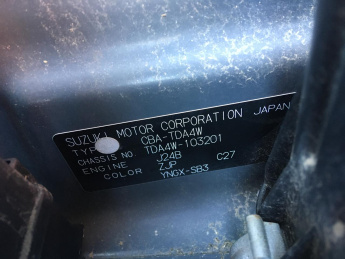 SUZUKI MOTOR CORPORATION JAPAN
TYPE CBA-TDA4W
CHASSIS NO. TDA4W-103201
ENGINE J24B
COLOR ZJP C27
YNGX-SB3